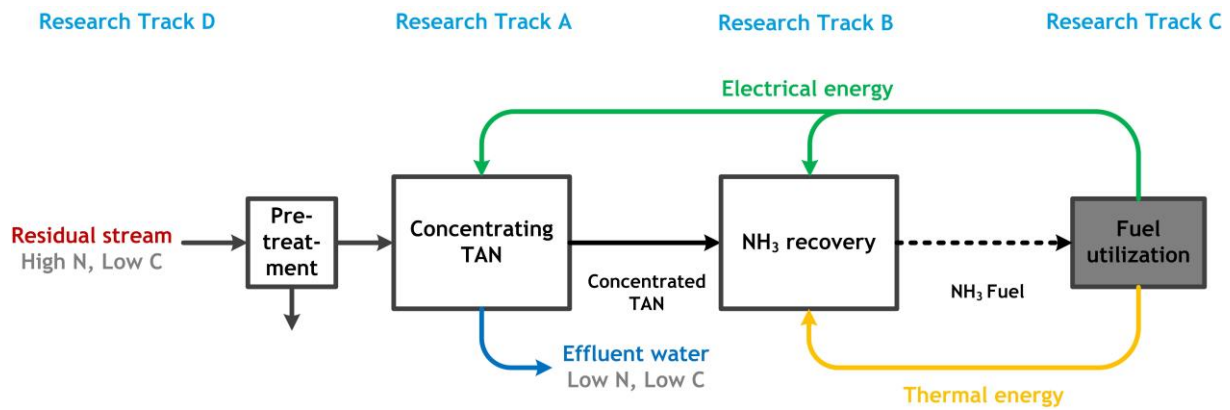 Research Track D
Research Track A
Research Track B
Research Track C
Electrical energy
Residual stream
High N, Low C
Pre-
treat-
ment
Concentrating
TAN
Concentrated
TAN
NH₃ recovery
NH₃ Fuel
Fuel
utilization
Effluent water
Low N, Low C
Thermal energy